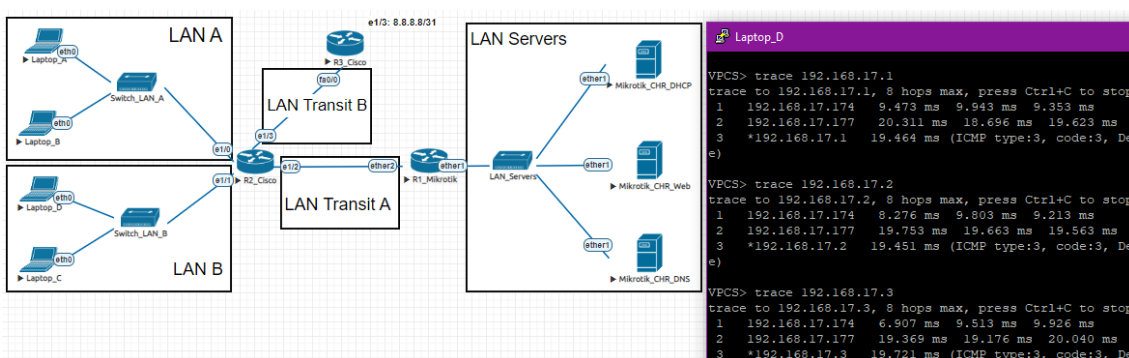 LAN A
eth0
Laptop_A
Switch_LAN_A
eth0
Laptop_B
e1/0
e1/3: 8.8.8.8/31
R3_Cisco
fa0/0
LAN Transit B
e1/3
R2_Cisco
e1/2
ether2
R1_Mikrotik
ether1
LAN Transit A
e1/1
Laptop_D
eth0
Switch_LAN_B
eth0
Laptop_C
LAN B
LAN Servers
ether1
Mikrotik_CHR_DHCP
LAN_Servers
ether1
Mikrotik_CHR_Web
ether1
Mikrotik_CHR_DNS
Laptop_D
VPCS> trace 192.168.17.1
trace to 192.168.17.1, 8 hops max, press Ctrl+C to stop
1 192.168.17.174 9.473 ms 9.943 ms 9.353 ms
2 192.168.17.177 20.311 ms 18.696 ms 19.623 ms
3 *192.168.17.1 19.464 ms (ICMP type:3, code:3, De
e)
VPCS> trace 192.168.17.2
trace to 192.168.17.2, 8 hops max, press Ctrl+C to stop
1 192.168.17.174 8.276 ms 9.803 ms 9.213 ms
2 192.168.17.177 19.753 ms 19.663 ms 19.563 ms
3 *192.168.17.2 19.451 ms (ICMP type:3, code:3, De
e)
VPCS> trace 192.168.17.3
trace to 192.168.17.3, 8 hops max, press Ctrl+C to stop
1 192.168.17.174 6.907 ms 9.513 ms 9.926 ms
2 192.168.17.177 19.369 ms 19.176 ms 20.040 ms
3 *192.168.17.3 19.721 ms (ICMP type:3, code:3, De